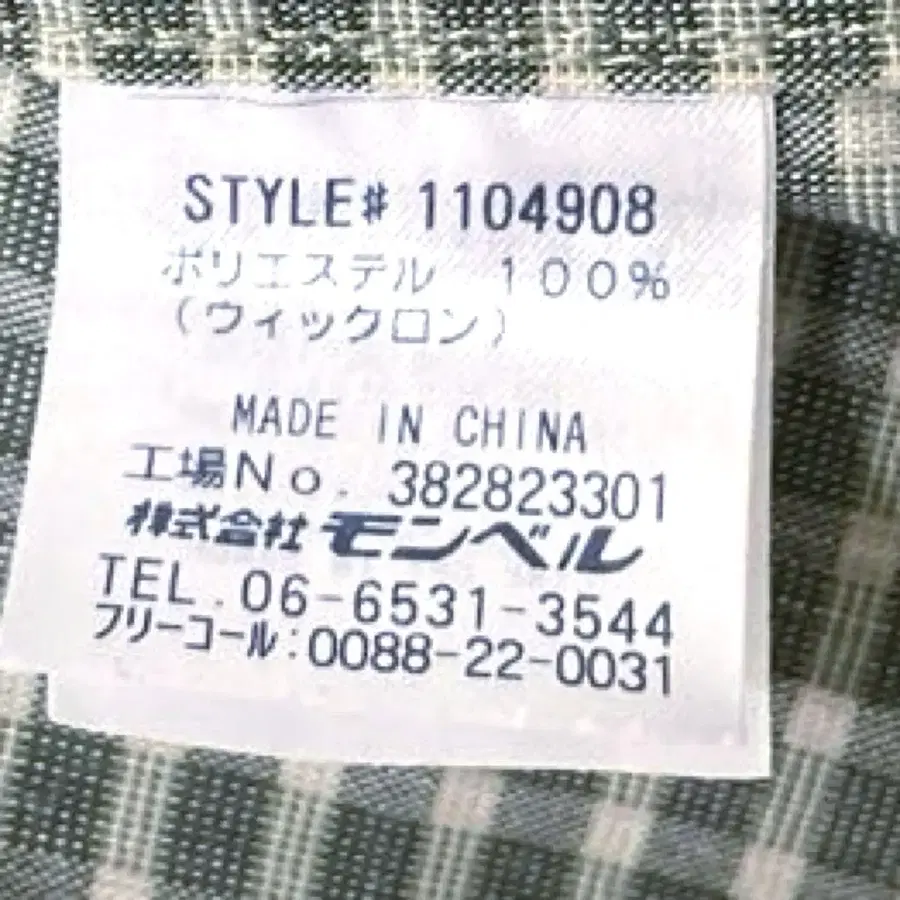 STYLE# 1104908
ポリエステル 100%
(ウィックロン)
MADE IN CHINA
工場No. 382823301
株式会社 モンベル
TEL.06-6531-3544
フリーコール:0088-22-0031